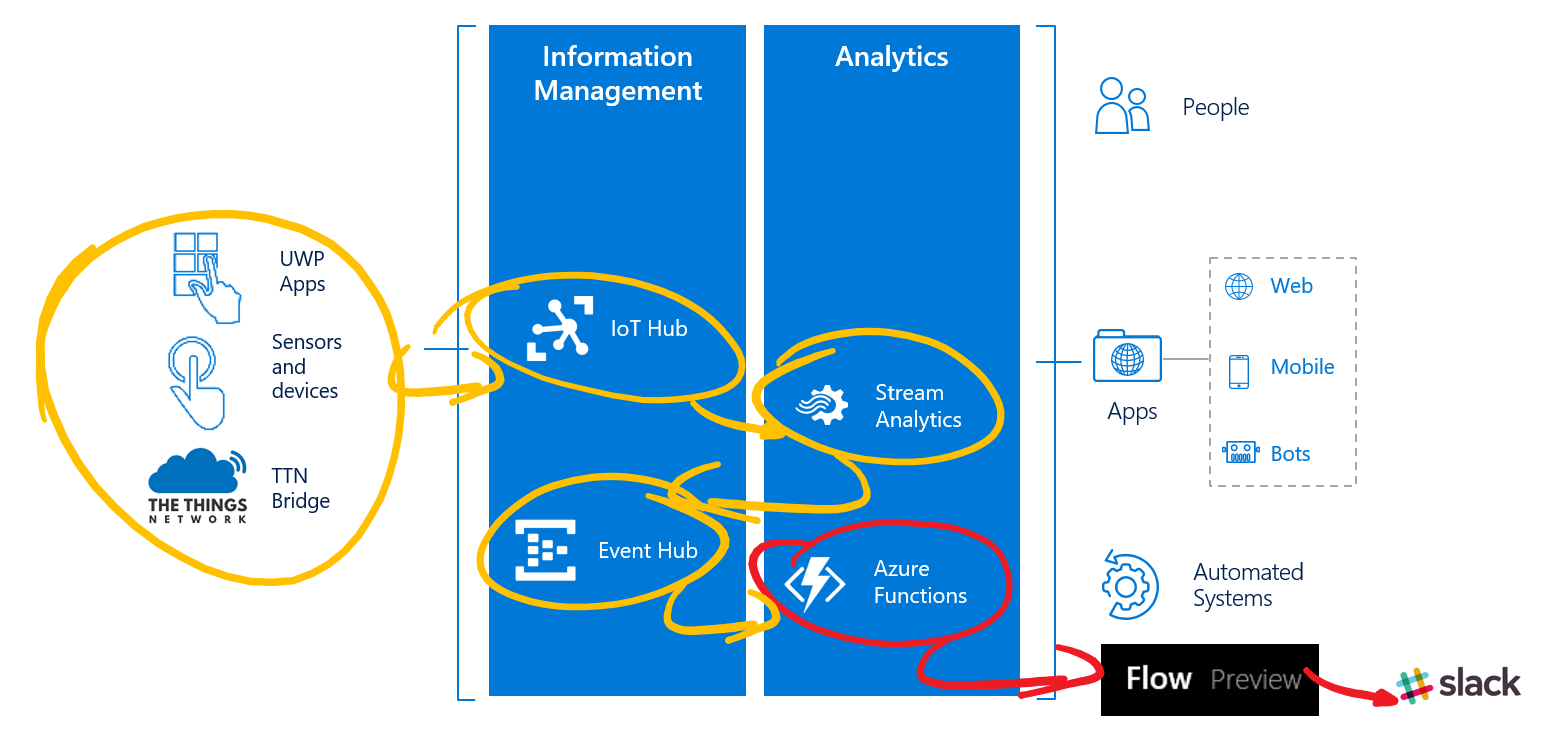 Information
Management
Analytics
People
UWP
Apps
Sensors
and
devices
THE THINGS
NETWORK
TTN
Bridge
IoT Hub
Stream
Analytics
Event Hub
Azure
Functions
Apps
Web
Mobile
Bots
Automated
Systems
Flow Preview
slack